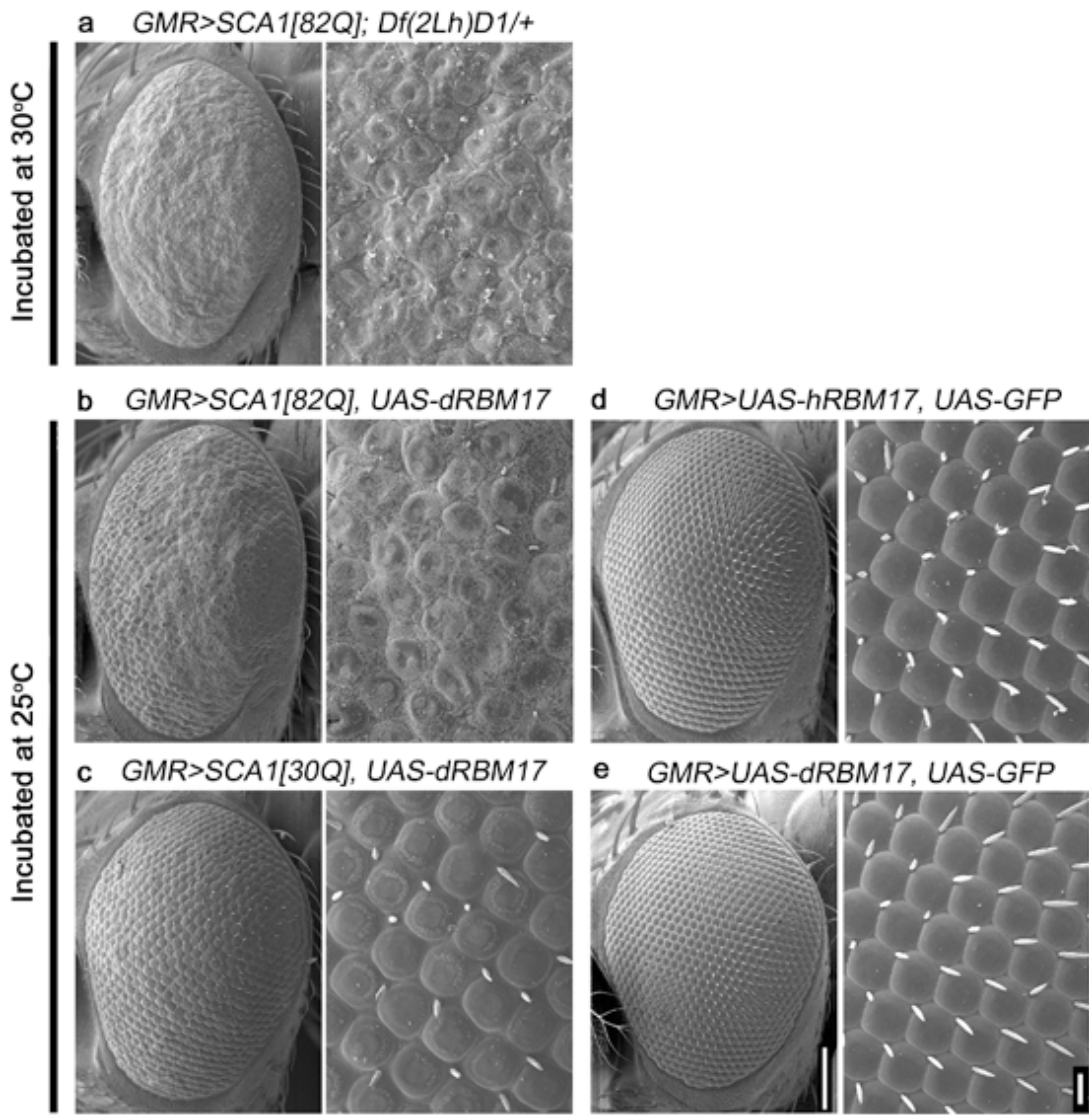 a GMR>SCA1[82Q]; Df(2Lh)D1/+
Incubated at 30°C
b GMR>SCA1[82Q], UAS-dRBM17
d GMR>UAS-hRBM17, UAS-GFP
Incubated at 25°C
c GMR>SCA1[30Q], UAS-dRBM17
e GMR>UAS-dRBM17, UAS-GFP